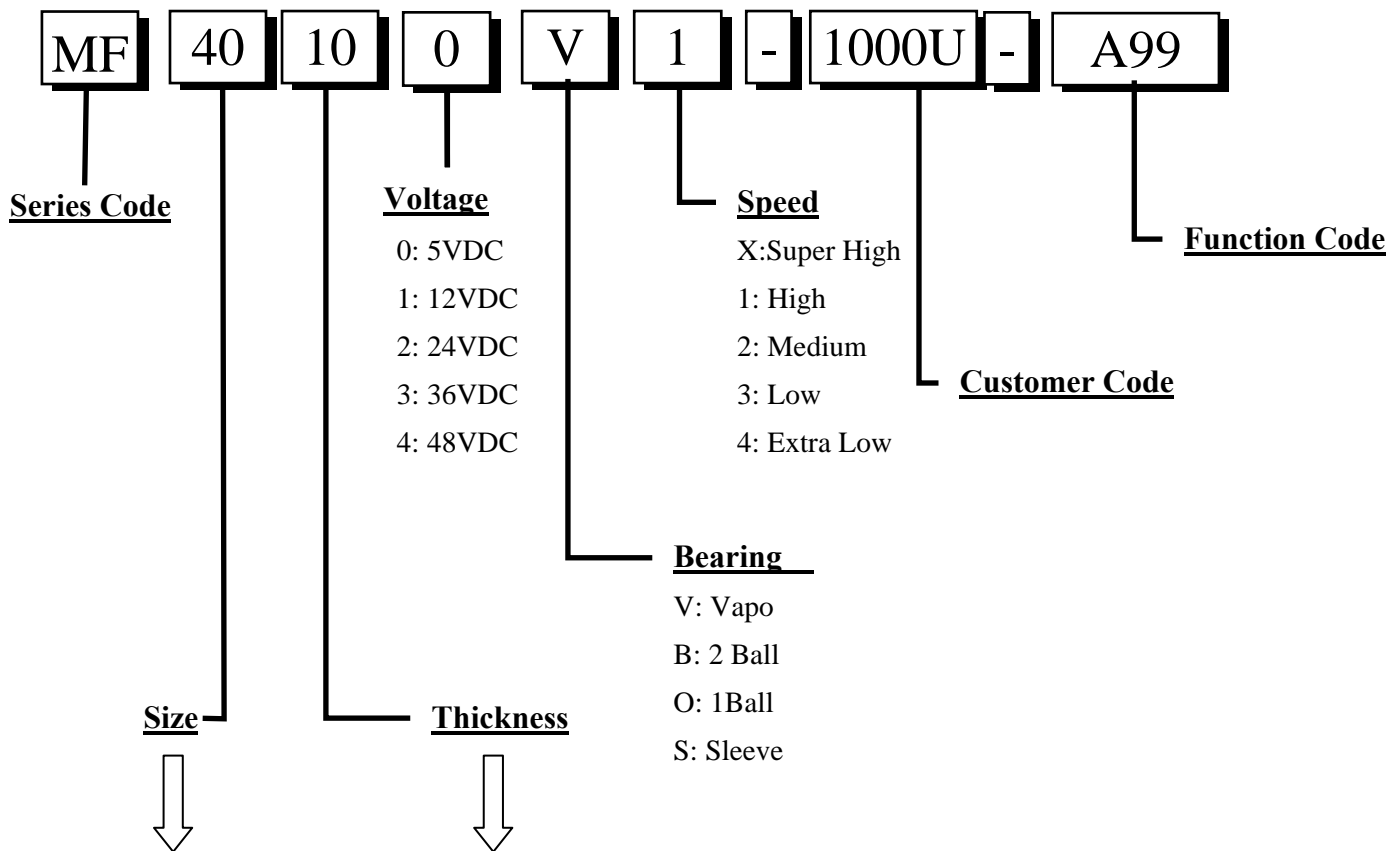 MF 40 10 0 V 1 - 1000U - A99
Series Code
Voltage
0: 5VDC
1: 12VDC
2: 24VDC
3: 36VDC
4: 48VDC
Speed
X:Super High
1: High
2: Medium
3: Low
4: Extra Low
Function Code
Customer Code
Bearing
V: Vapo
B: 2 Ball
O: 1Ball
S: Sleeve
Size
Thickness